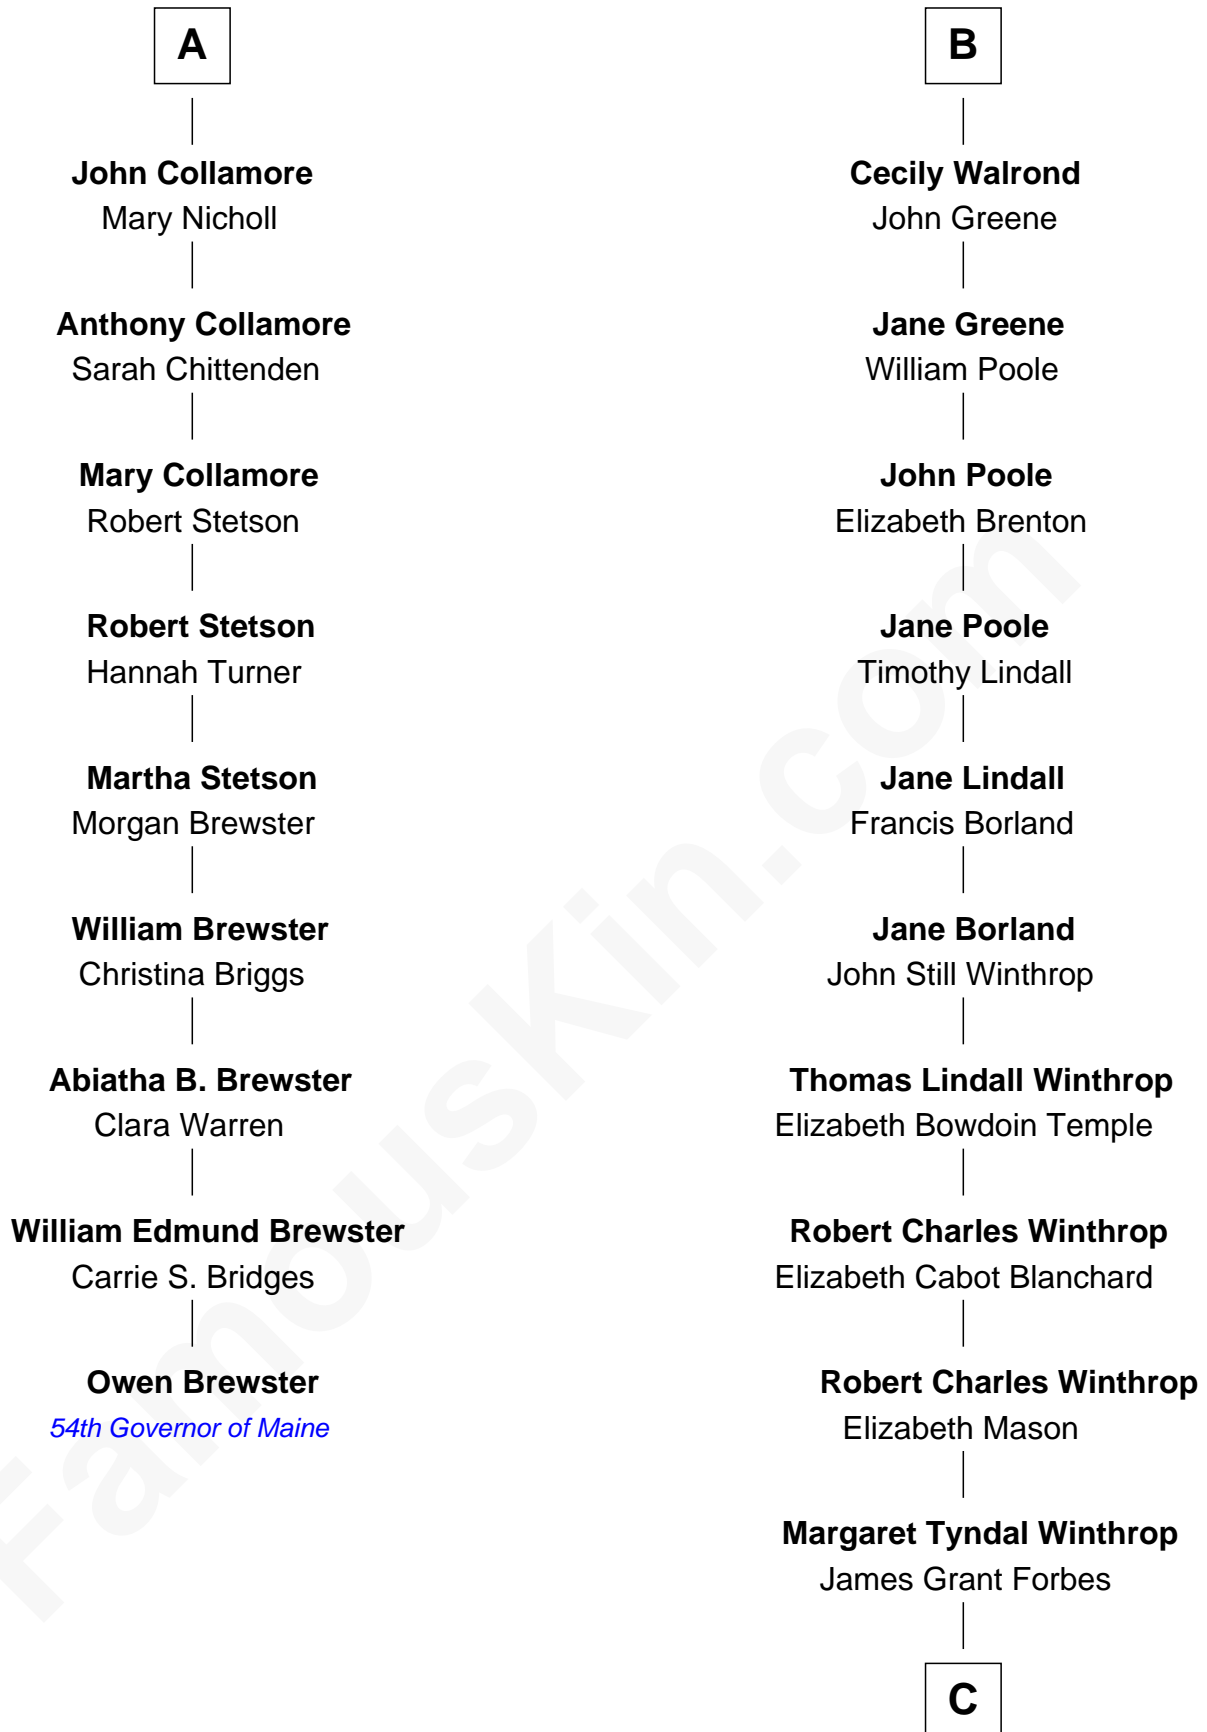 A
John Collamore
Mary Nicholl
Anthony Collamore
Sarah Chittenden
Mary Collamore
Robert Stetson
Robert Stetson
Hannah Turner
Martha Stetson
Morgan Brewster
William Brewster
Christina Briggs
Abiatha B. Brewster
Clara Warren
William Edmund Brewster
Carrie S. Bridges
Owen Brewster
54th Governor of Maine
B
Cecily Walrond
John Greene
Jane Greene
William Poole
John Poole
Elizabeth Brenton
Jane Poole
Timothy Lindall
Jane Lindall
Francis Borland
Jane Borland
John Still Winthrop
Thomas Lindall Winthrop
Elizabeth Bowdoin Temple
Robert Charles Winthrop
Elizabeth Cabot Blanchard
Robert Charles Winthrop
Elizabeth Mason
Margaret Tyndal Winthrop
James Grant Forbes
C
FamousKin.com